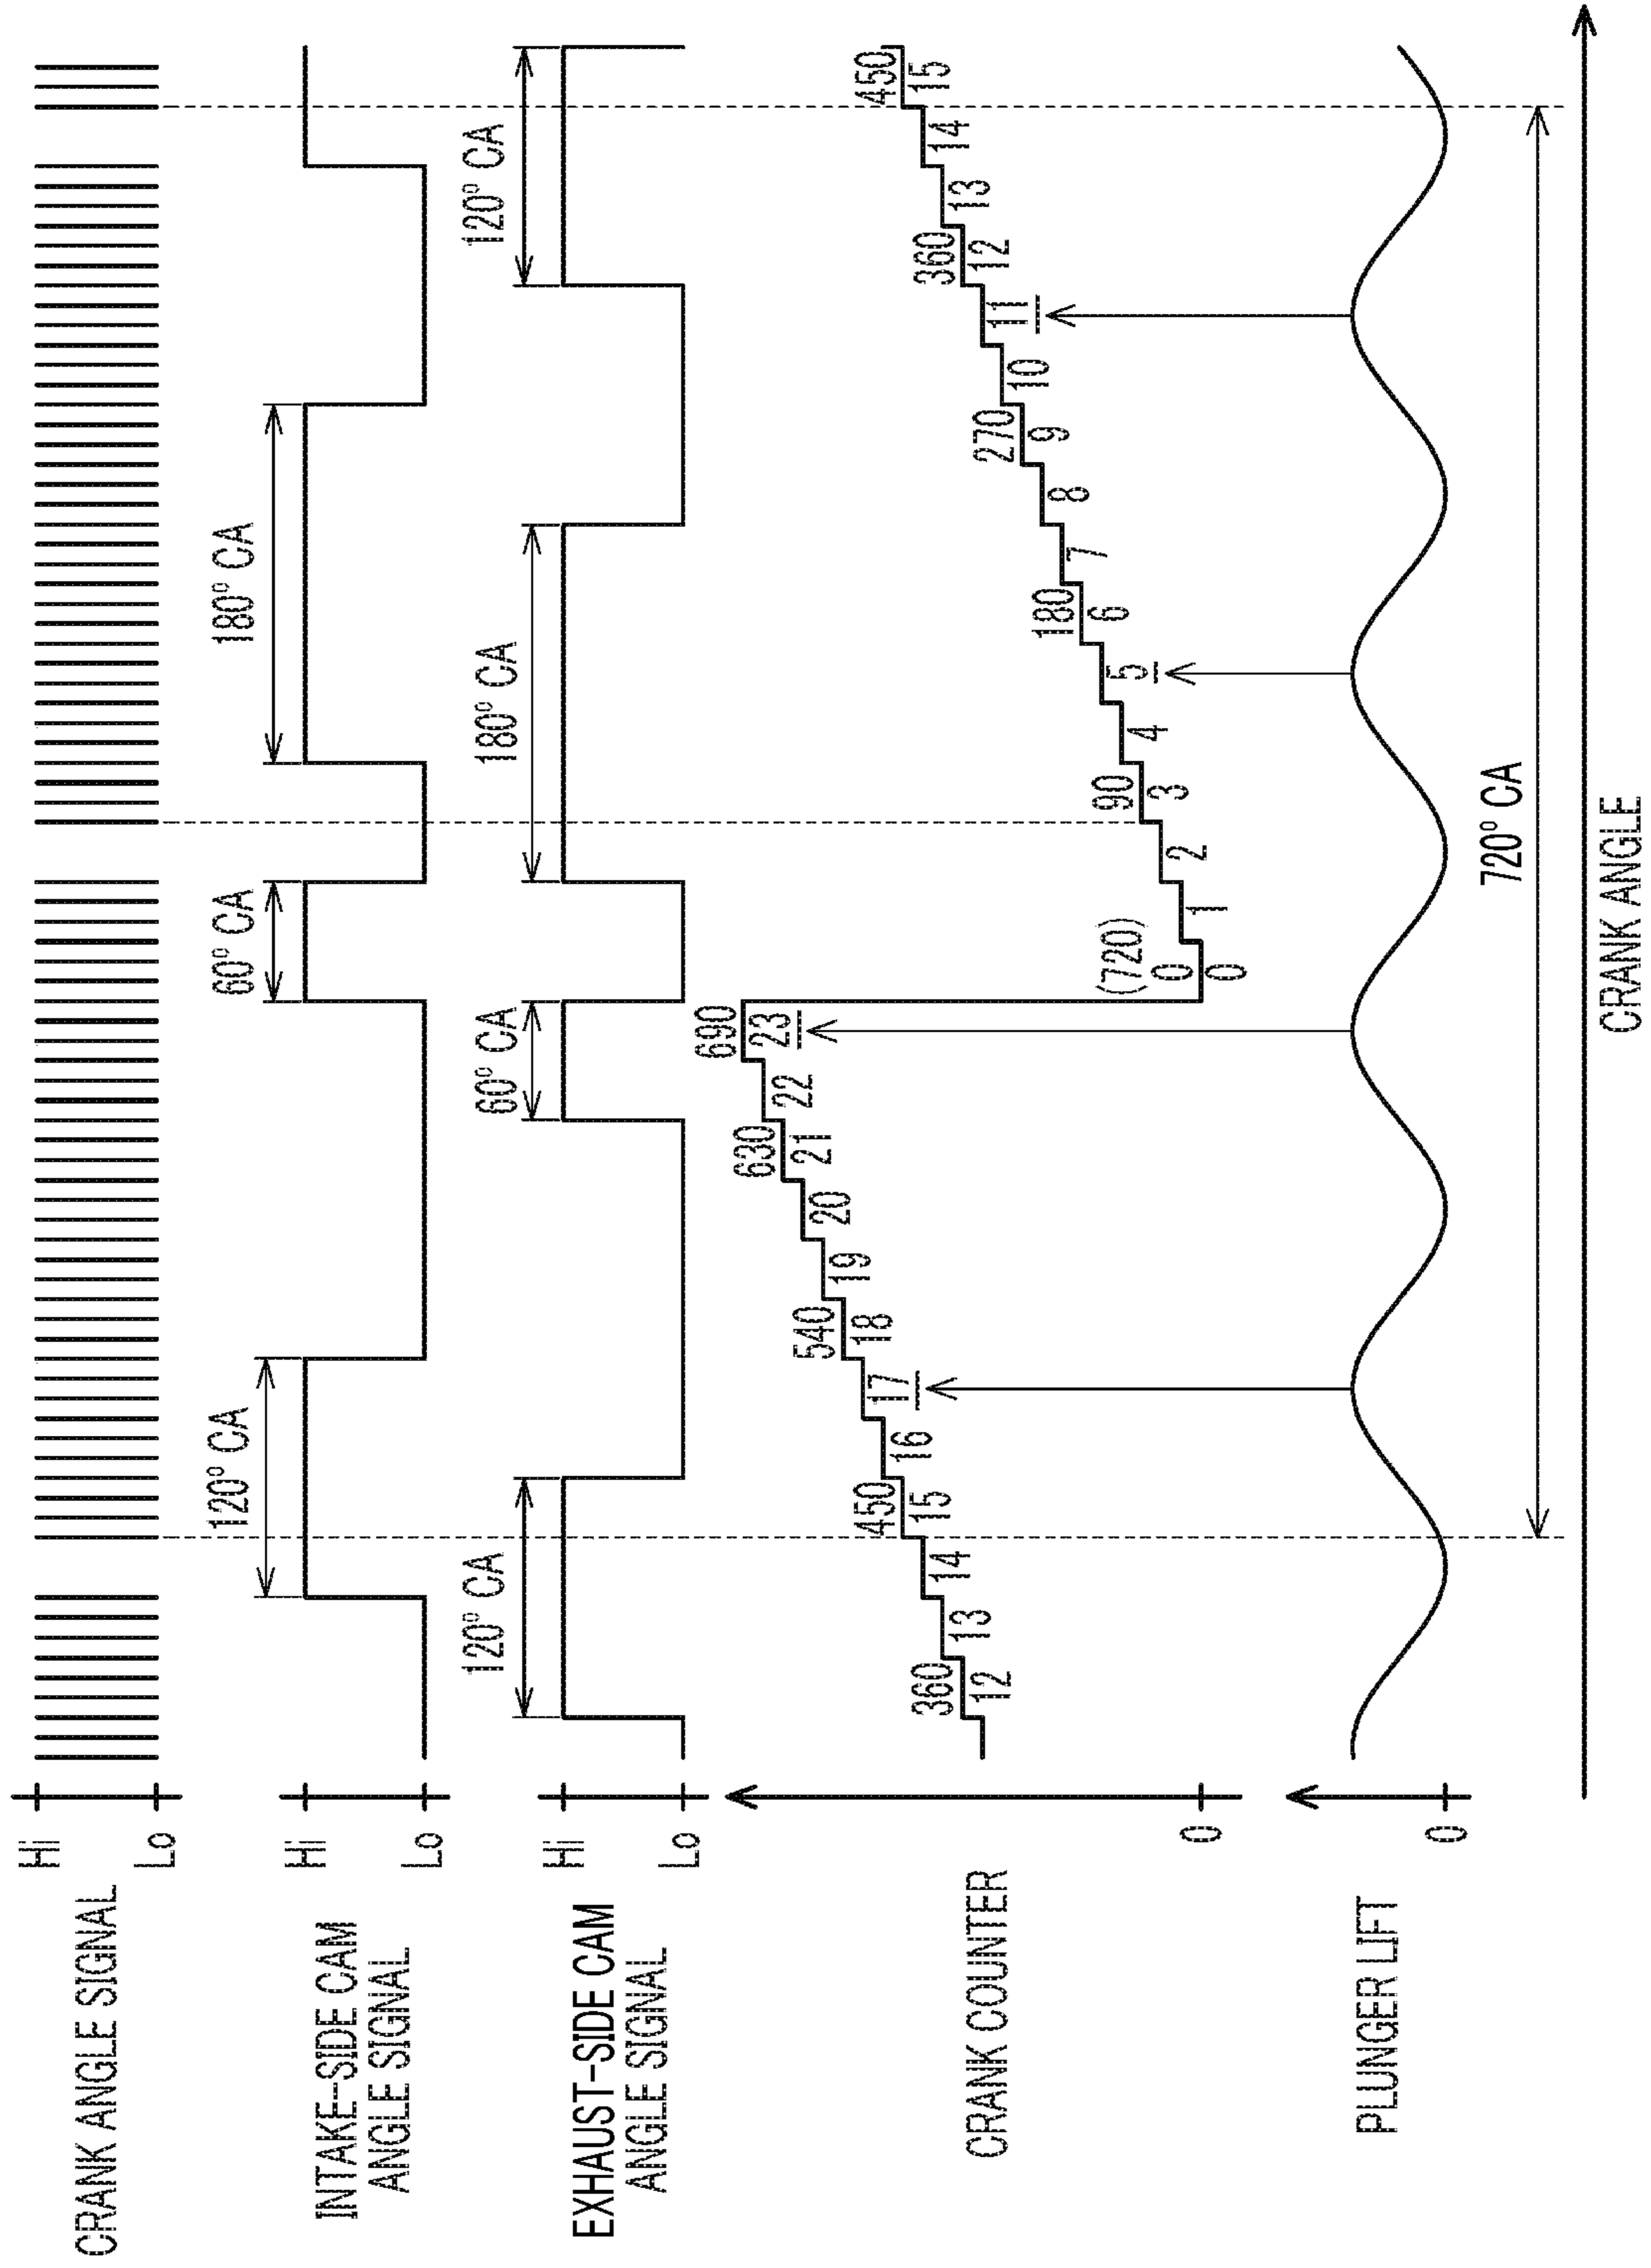 CRANK ANGLE SIGNAL
Hi
Lo
INTAKE-SIDE CAM
ANGLE SIGNAL
Hi
Lo
120° CA
60° CA
180° CA
EXHAUST-SIDE CAM
ANGLE SIGNAL
Hi
Lo
120° CA
60° CA
180° CA
120° CA
CRANK COUNTER
0
360
12
13
14
450
15
16
17
540
18
19
20
630
21
22
690
23
(720)
0
0
1
2
90
3
4
5
180
6
7
8
270
9
10
11
360
12
13
14
450
15
PLUNGER LIFT
0
720° CA
CRANK ANGLE